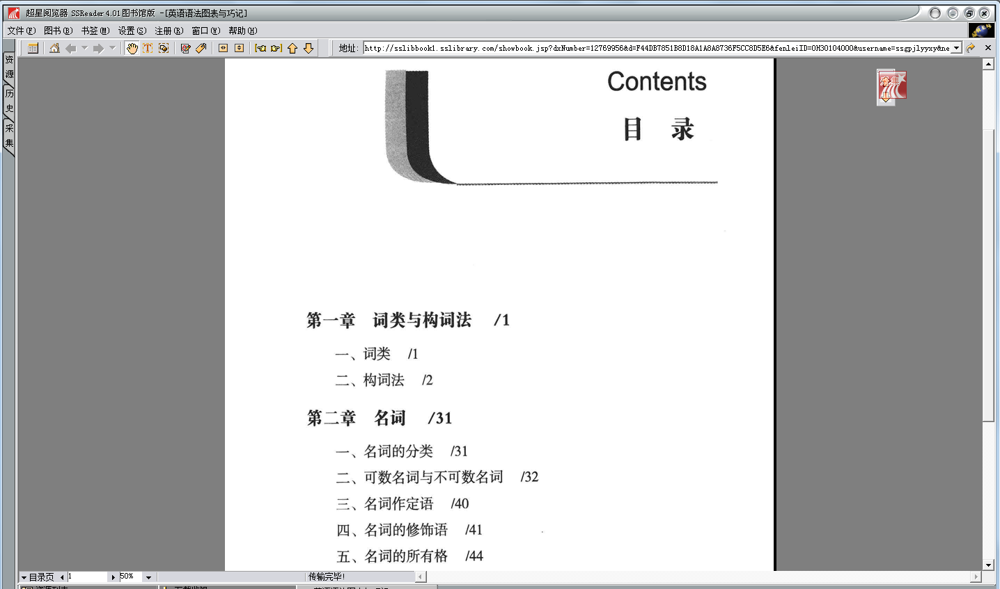 超星阅览器 SSReader 4.01图书馆版 -[英语语法图表与巧记]
文件(F) 图书(B) 书签(M) 设置(S) 注册(R) 窗口(W) 帮助(H)
地址: http://sslibbook1.sslibrary.com/showbook.jsp?dxNumber=12769956&d=F44DB7851B8D18A1A8A8736F5CC8D5E6&fenleiID=0H30104000&username=ssgpjlyyxy&ne
资源
历史
采集
Contents
目 录
第一章 词类与构词法 /1
一、词类 /1
二、构词法 /2
第二章 名词 /31
一、名词的分类 /31
二、可数名词与不可数名词 /32
三、名词作定语 /40
四、名词的修饰语 /41
五、名词的所有格 /44
目录页 1 50% 传输完毕!